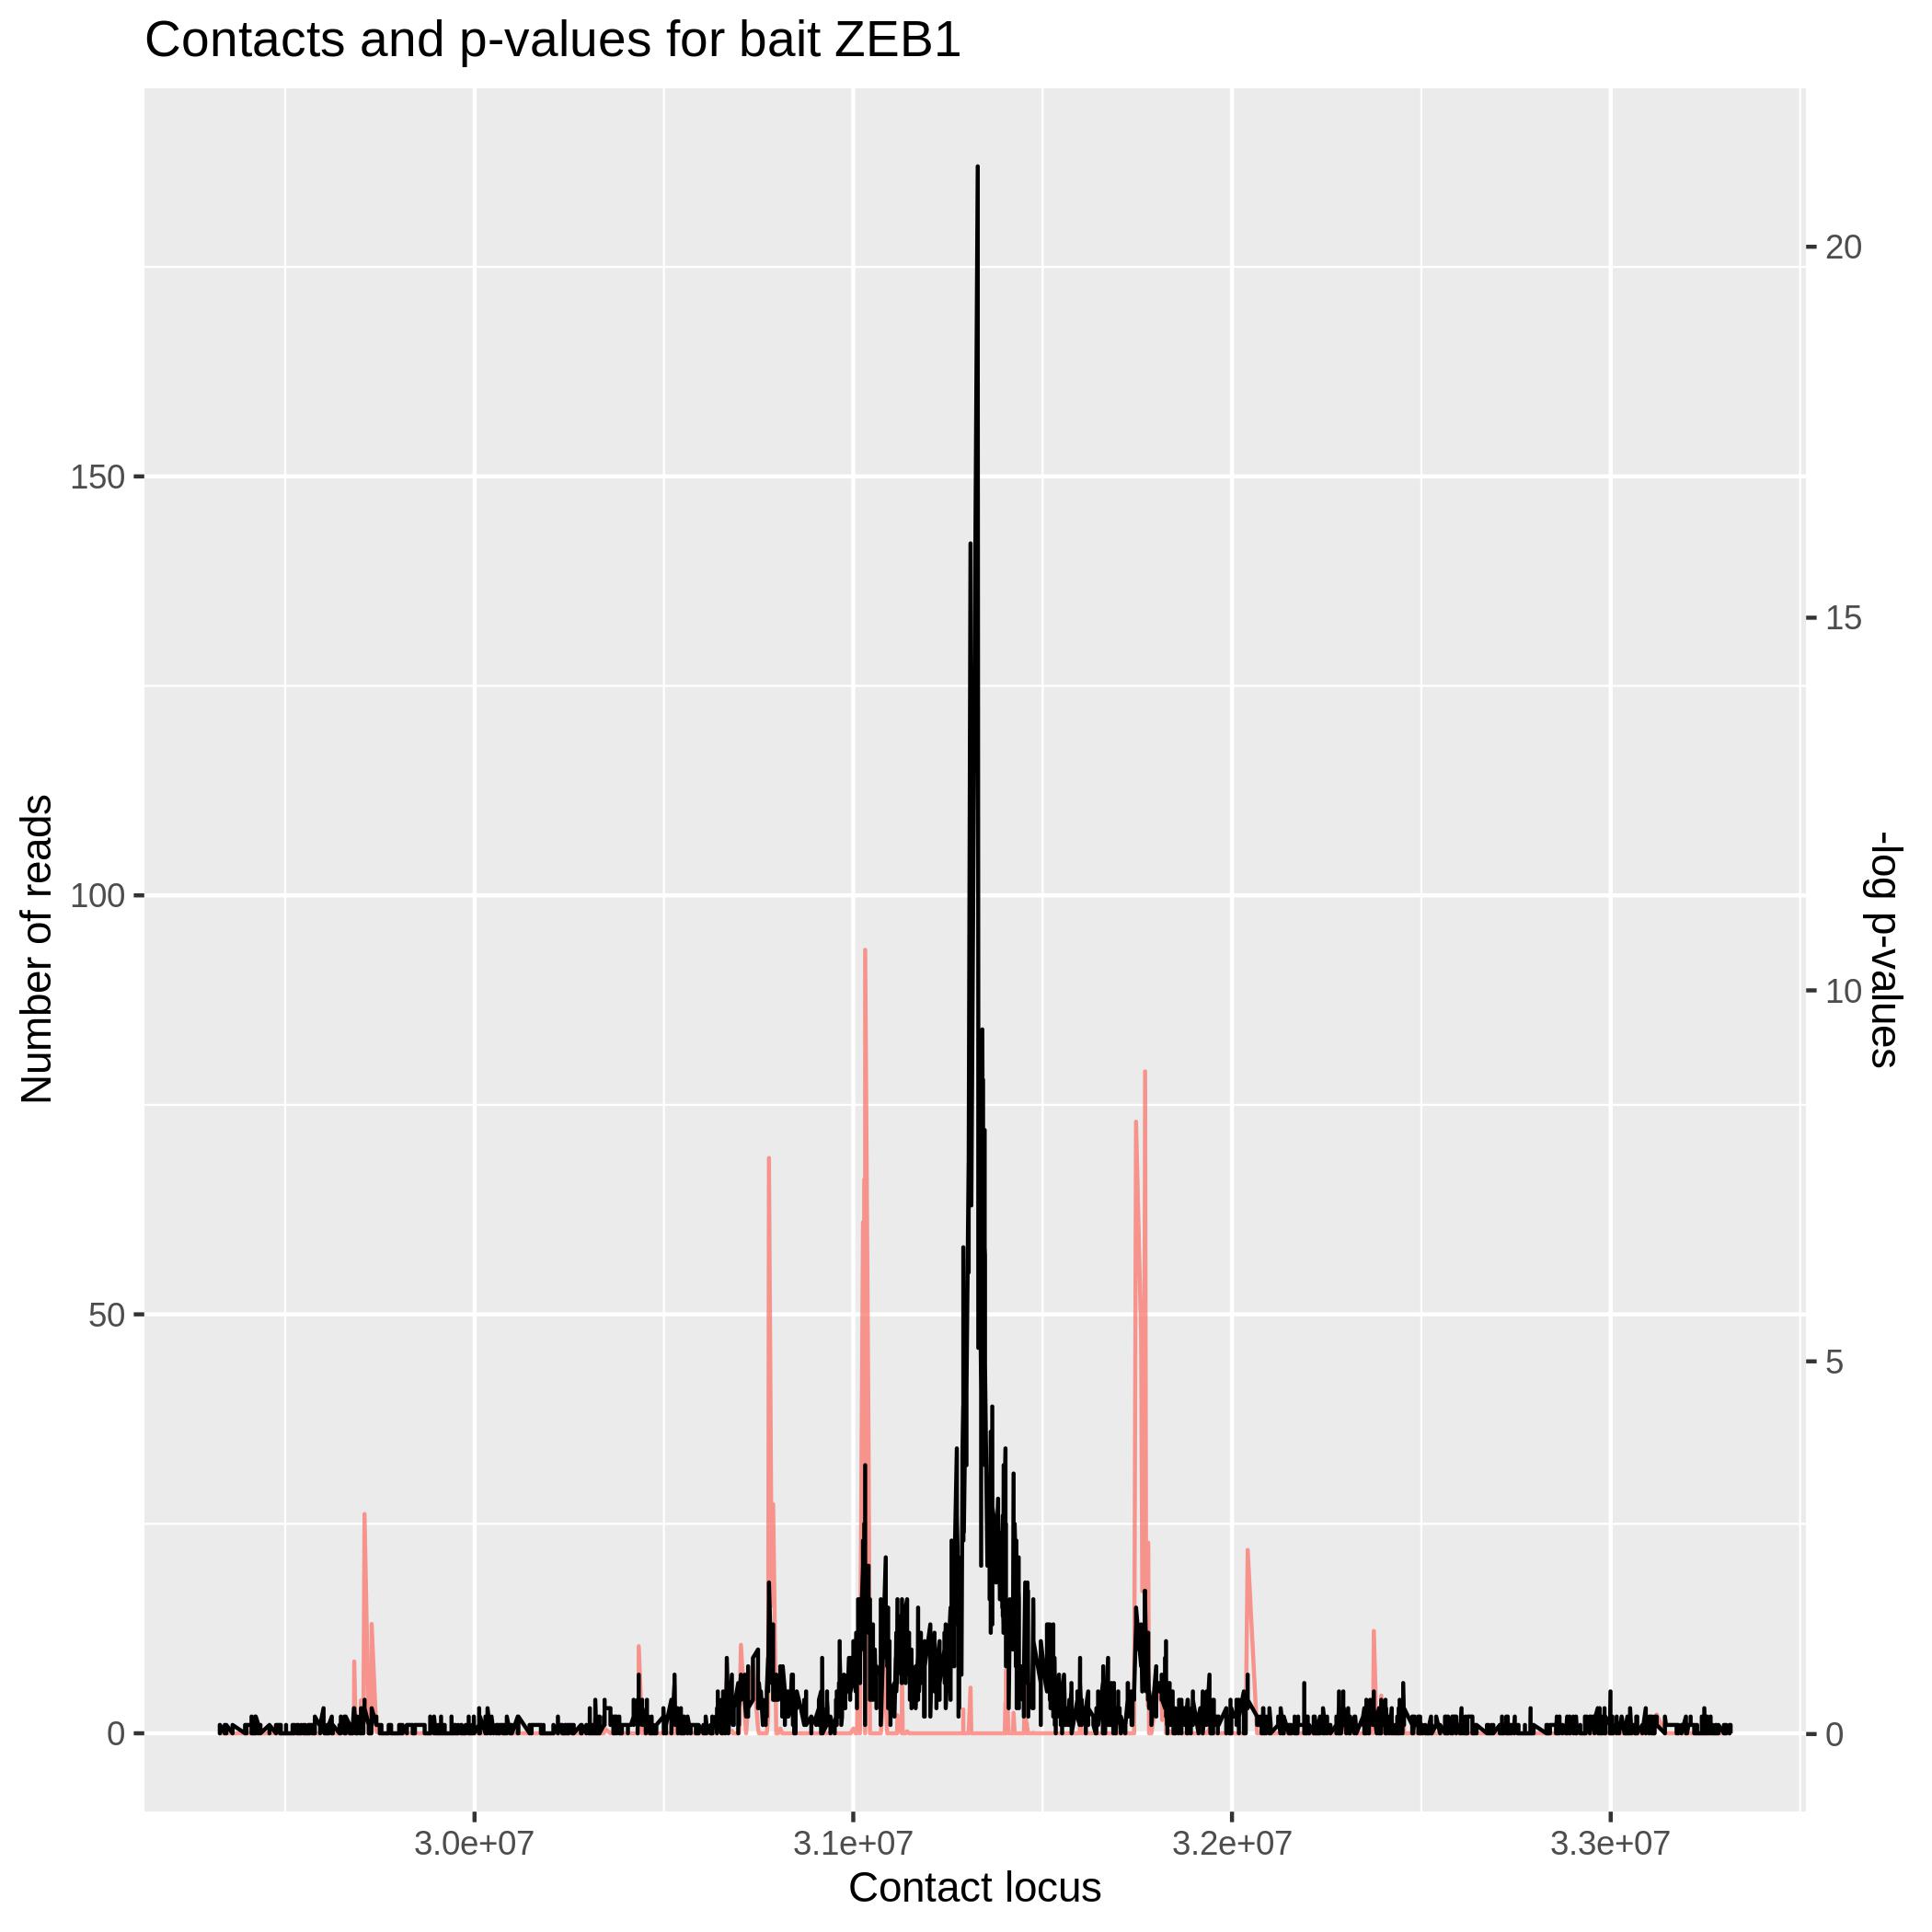 Contacts and p-values for bait ZEB1
Number of reads
150
100
50
0
20
15
10
5
0
-log p-values
3.0e+07 3.1e+07 3.2e+07 3.3e+07
Contact locus